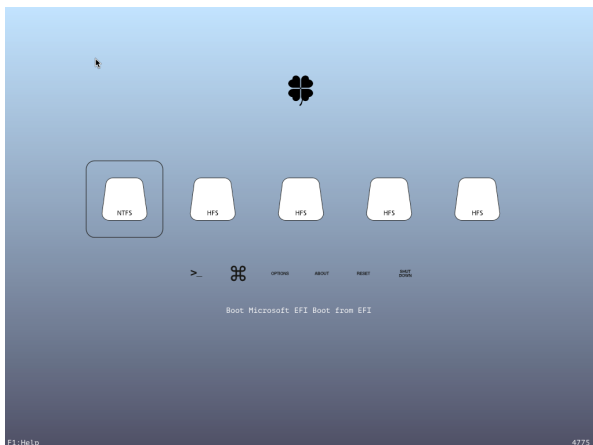 NTFS HFS HFS HFS HFS
>_ ⌘ OPTIONS ABOUT RESET SHUT DOWN
Boot Microsoft EFI Boot from EFI
F1:Help 4775